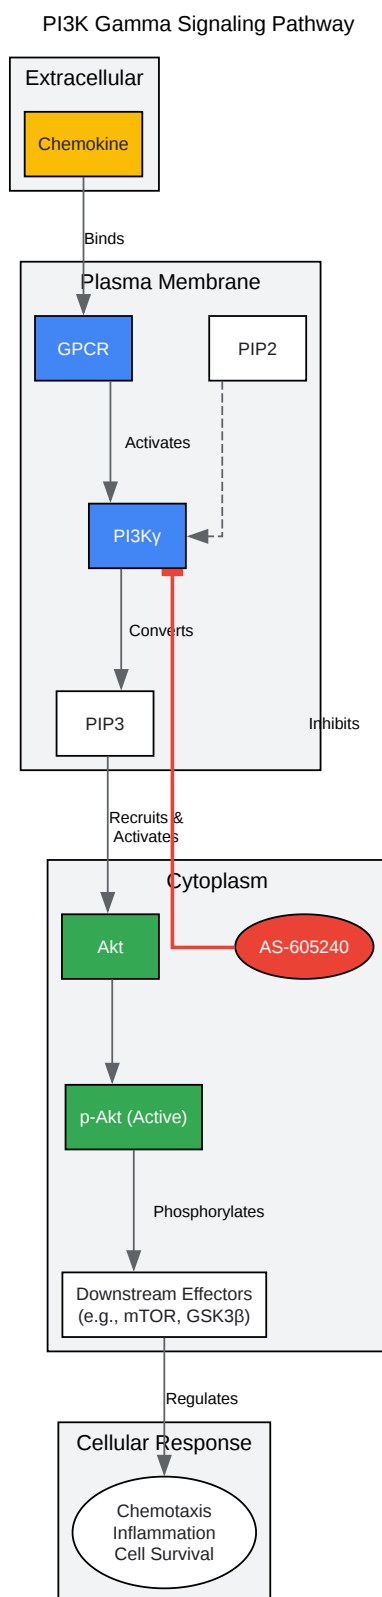 PI3K Gamma Signaling Pathway
Extracellular
Chemokine
Binds
Plasma Membrane
GPCR
PIP2
Activates
PI3Kγ
Converts
PIP3
Inhibits
Recruits &
Activates
Cytoplasm
Akt
AS-605240
p-Akt (Active)
Phosphorylates
Downstream Effectors
(e.g., mTOR, GSK3β)
Regulates
Cellular Response
Chemotaxis
Inflammation
Cell Survival